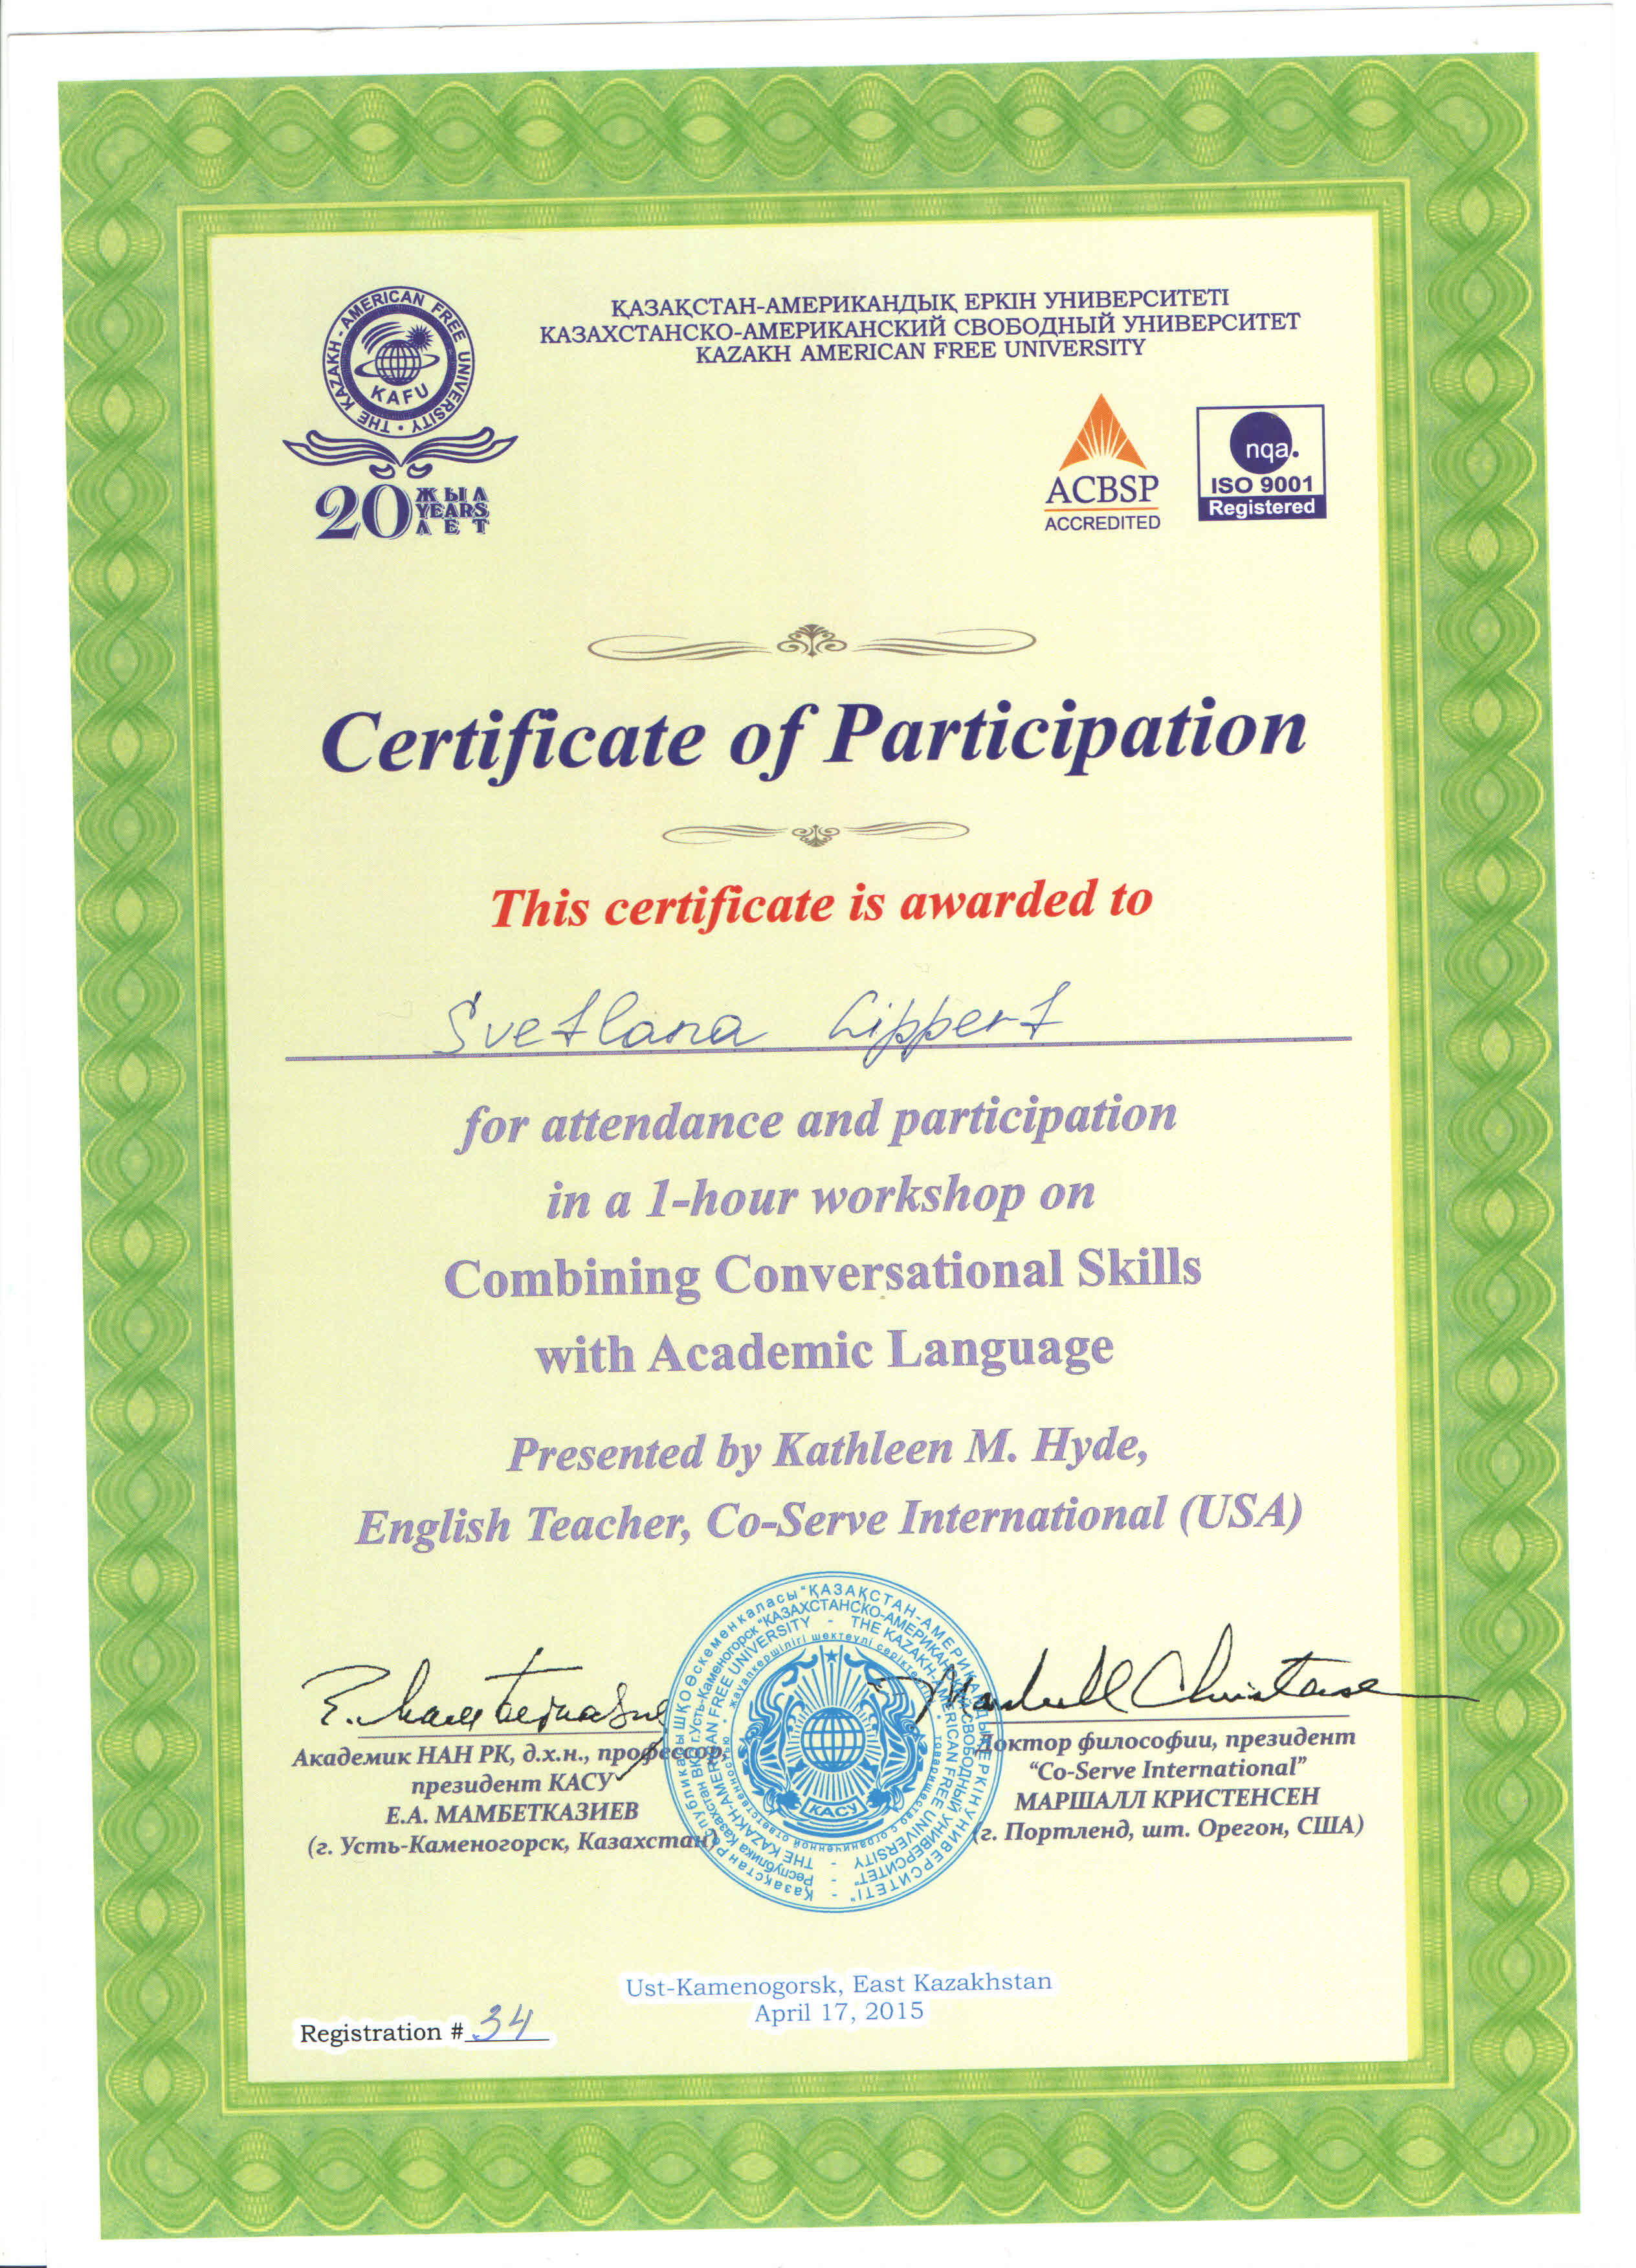 THE KAZAKH - AMERICAN FREE UNIVERSITY •
KAFU
20 ЖЫЛ
YEARS
ЛЕТ
ҚАЗАҚСТАН-АМЕРИКАНДЫҚ ЕРКІН УНИВЕРСИТЕТІ
КАЗАХСТАНСКО-АМЕРИКАНСКИЙ СВОБОДНЫЙ УНИВЕРСИТЕТ
KAZAKH AMERICAN FREE UNIVERSITY
ACBSP
ACCREDITED
nqa.
ISO 9001
Registered
Certificate of Participation
This certificate is awarded to
Svetlana Lippert
for attendance and participation
in a 1-hour workshop on
Combining Conversational Skills
with Academic Language
Presented by Kathleen M. Hyde,
English Teacher, Co-Serve International (USA)
Академик НАН РК, д.х.н., профессор,
президент КАСУ
Е.А. МАМБЕТКАЗИЕВ
(г. Усть-Каменогорск, Казахстан)
КАСУ
Доктор философии, президент
“Co-Serve International”
МАРШАЛЛ КРИСТЕНСЕН
(г. Портленд, шт. Орегон, США)
Ust-Kamenogorsk, East Kazakhstan
April 17, 2015
Registration # 34